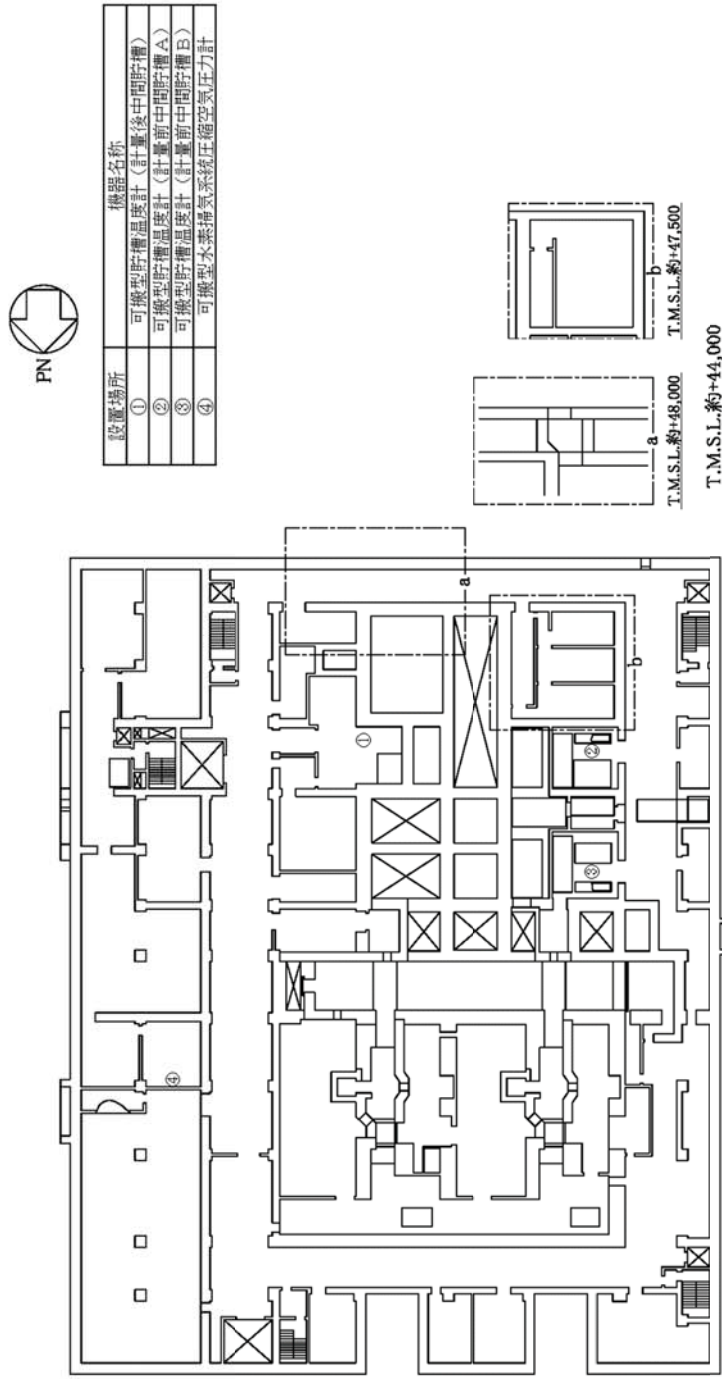 PN
設置場所 機器名称
① 可搬型貯槽温度計（計量後中間貯槽）
② 可搬型貯槽温度計（計量前中間貯槽A）
③ 可搬型貯槽温度計（計量前中間貯槽B）
④ 可搬型水素掃気系統圧縮空気圧力計
④
①
②
③
a
b
a
T.M.S.L.約+48,000
b
T.M.S.L.約+47,500
T.M.S.L.約+44,000